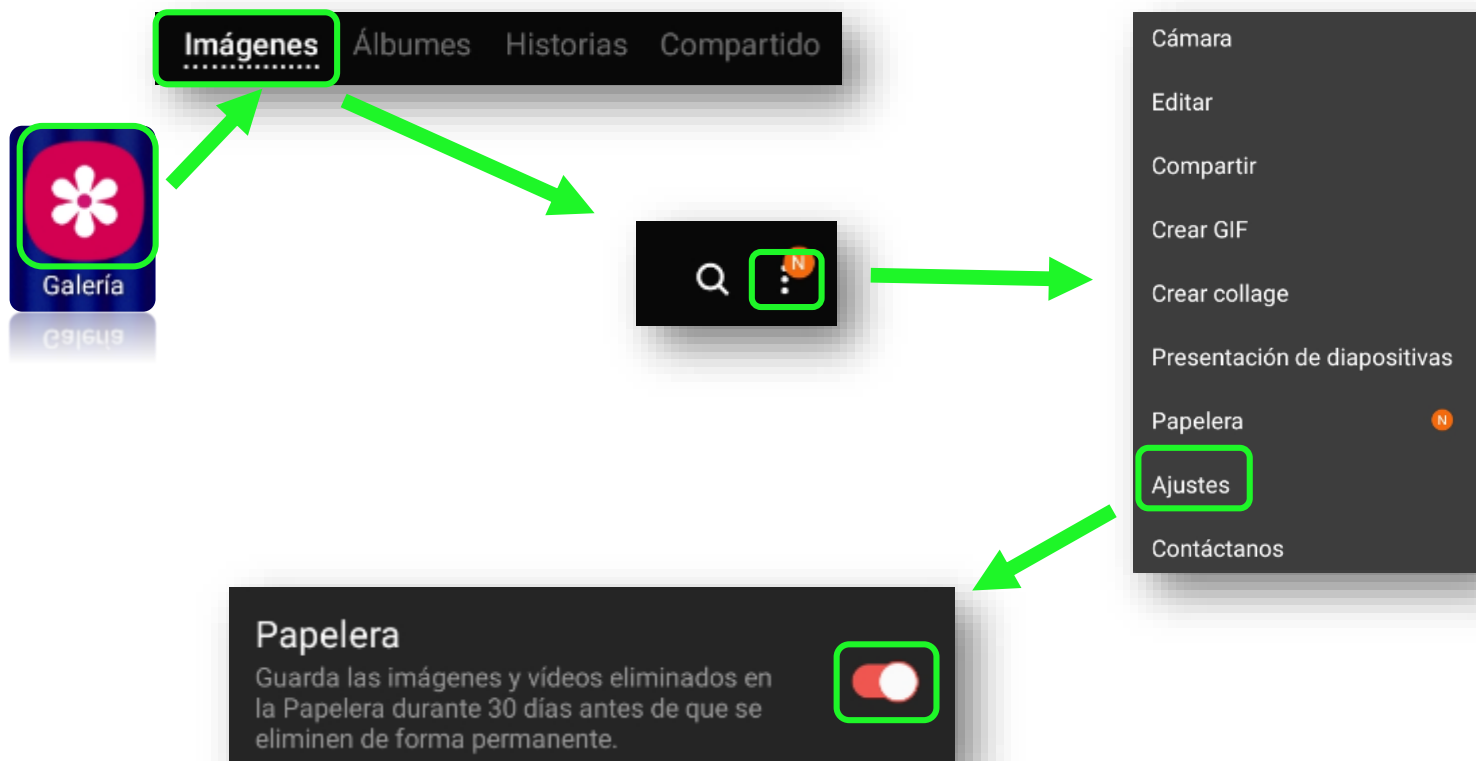 Imágenes Álbumes Historias Compartido
Galería
N
Cámara
Editar
Compartir
Crear GIF
Crear collage
Presentación de diapositivas
Papelera N
Ajustes
Contáctanos
Papelera
Guarda las imágenes y vídeos eliminados en
la Papelera durante 30 días antes de que se
eliminen de forma permanente.